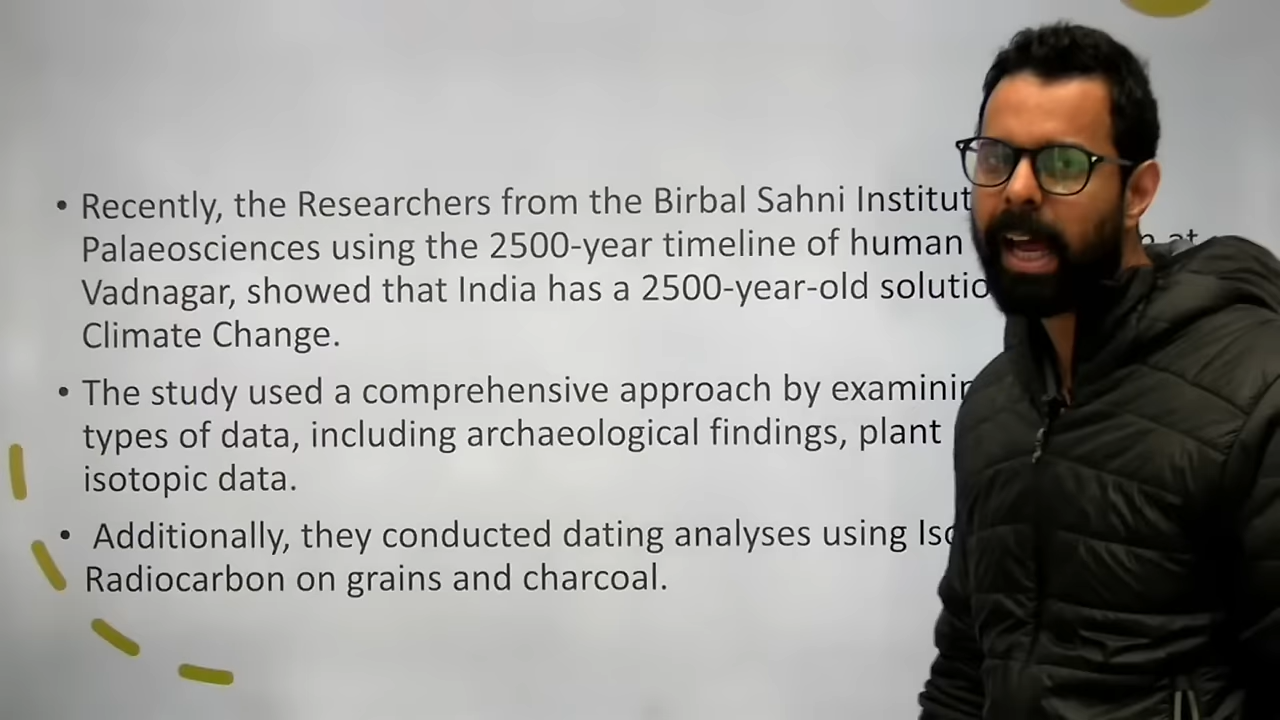 • Recently, the Researchers from the Birbal Sahni Institut
Palaeosciences using the 2500-year timeline of human at
Vadnagar, showed that India has a 2500-year-old solutio
Climate Change.
• The study used a comprehensive approach by examinin
types of data, including archaeological findings, plant
isotopic data.
• Additionally, they conducted dating analyses using Iso
Radiocarbon on grains and charcoal.